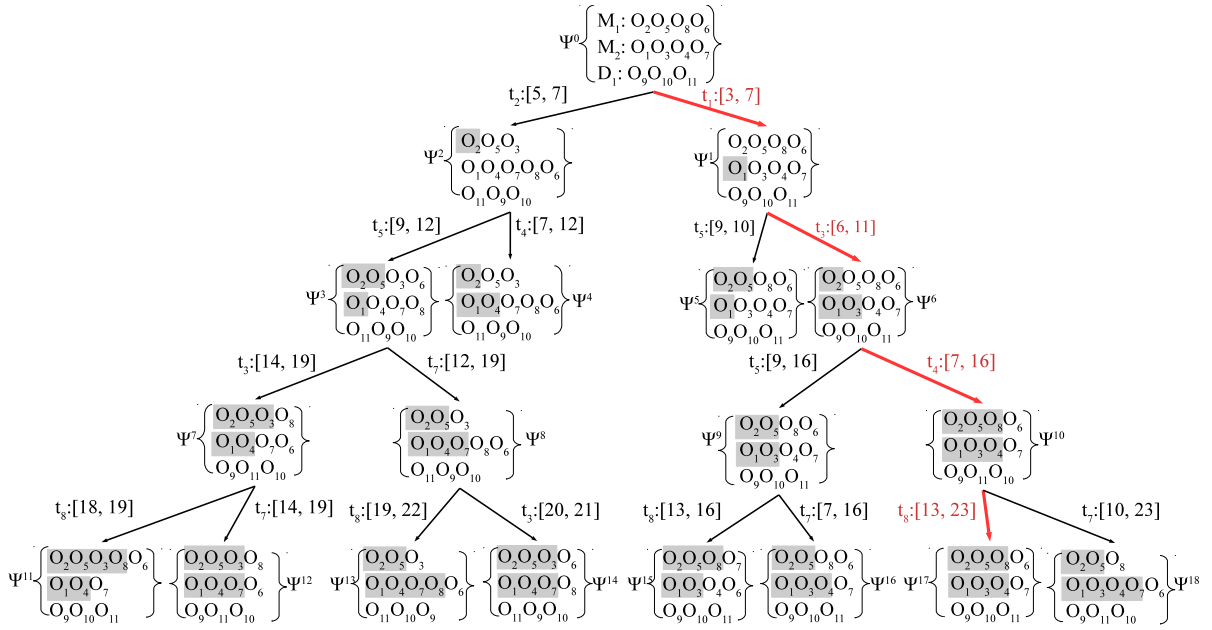 Ψ⁰
M₁: O₂O₅O₈O₆
M₂: O₁O₃O₄O₇
D₁: O₉O₁₀O₁₁
t₂:[5, 7]
t₁:[3, 7]
Ψ²
O₂O₅O₃
O₁O₄O₇O₈O₆
O₁₁O₉O₁₀
Ψ¹
O₂O₅O₈O₆
O₁O₃O₄O₇
O₉O₁₀O₁₁
t₅:[9, 12]
t₄:[7, 12]
t₅:[9, 10]
t₃:[6, 11]
Ψ³
O₂O₅O₃O₆
O₁O₄O₇O₈
O₁₁O₉O₁₀
O₂O₅O₃
O₁O₄O₇O₈O₆
O₁₁O₉O₁₀
Ψ⁴
Ψ⁵
O₂O₅O₈O₆
O₁O₃O₄O₇
O₉O₁₀O₁₁
O₂O₅O₈O₆
O₁O₃O₄O₇
O₉O₁₀O₁₁
Ψ⁶
t₃:[14, 19]
t₇:[12, 19]
t₅:[9, 16]
t₄:[7, 16]
Ψ⁷
O₂O₅O₃O₈
O₁O₄O₇O₆
O₉O₁₁O₁₀
O₂O₅O₃
O₁O₄O₇O₈O₆
O₁₁O₉O₁₀
Ψ⁸
Ψ⁹
O₂O₅O₈O₆
O₁O₃O₄O₇
O₉O₁₀O₁₁
O₂O₅O₈O₆
O₁O₃O₄O₇
O₉O₁₁O₁₀
Ψ¹⁰
t₈:[18, 19]
t₇:[14, 19]
t₈:[19, 22]
t₃:[20, 21]
t₈:[13, 16]
t₇:[7, 16]
t₈:[13, 23]
t₇:[10, 23]
Ψ¹¹
O₂O₅O₃O₈O₆
O₁O₄O₇
O₉O₁₀O₁₁
O₂O₅O₃O₈
O₁O₄O₇O₆
O₉O₁₁O₁₀
Ψ¹²
Ψ¹³
O₂O₅O₃
O₁O₄O₇O₈O₆
O₁₁O₁₀O₉
O₂O₅O₃O₆
O₁O₄O₇O₈
O₁₁O₉O₁₀
Ψ¹⁴
Ψ¹⁵
O₂O₅O₈O₇
O₁O₃O₄O₆
O₉O₁₀O₁₁
O₂O₅O₈O₆
O₁O₃O₄O₇
O₉O₁₀O₁₁
Ψ¹⁶
Ψ¹⁷
O₂O₅O₈O₆
O₁O₃O₄O₇
O₉O₁₀O₁₁
O₂O₅O₈
O₁O₃O₄O₇O₆
O₉O₁₀O₁₁
Ψ¹⁸